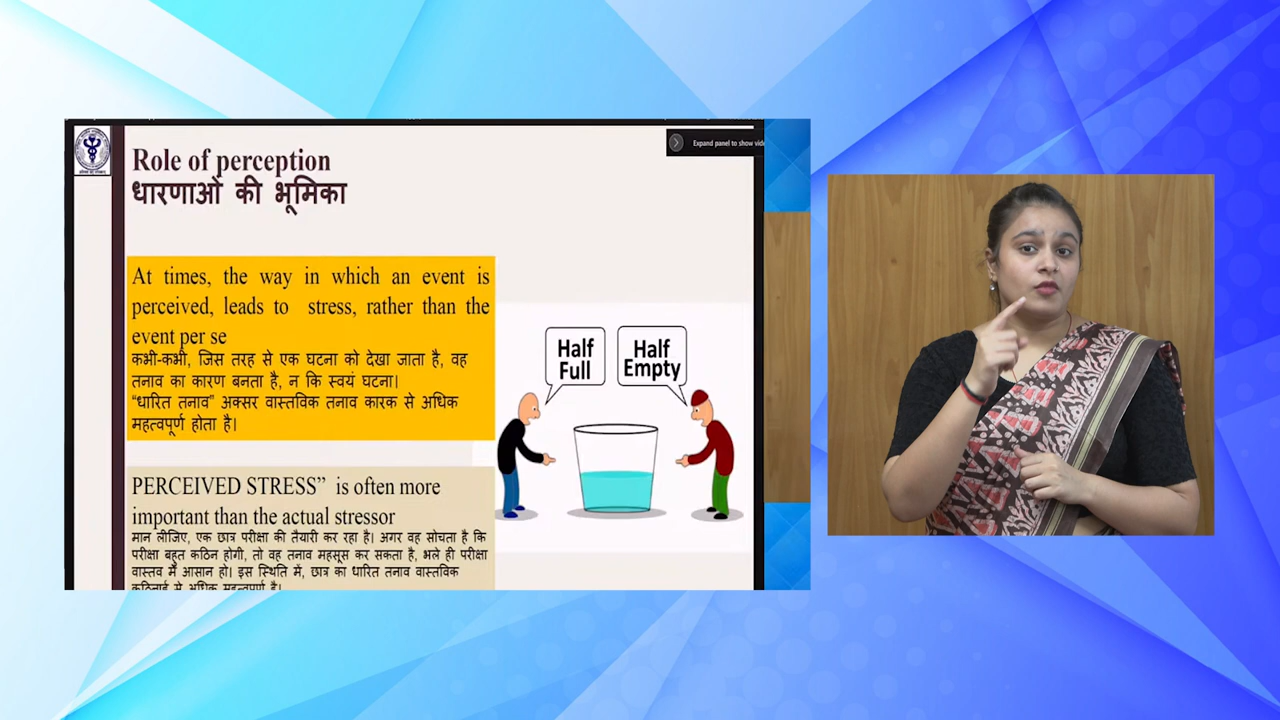 Role of perception
धारणाओं की भूमिका
Expand panel to show
At times, the way in which an event is
perceived, leads to stress, rather than the
event per se
कभी-कभी, जिस तरह से एक घटना को देखा जाता है, वह
तनाव का कारण बनता है, न कि स्वयं घटना।
“धारित तनाव” अक्सर वास्तविक तनाव कारक से अधिक
महत्वपूर्ण होता है।
Half
Full
Half
Empty
PERCEIVED STRESS” is often more
important than the actual stressor
मान लीजिए, एक छात्र परीक्षा की तैयारी कर रहा है। अगर वह सोचता है कि
परीक्षा बहुत कठिन होगी, तो वह तनाव महसूस कर सकता है, भले ही परीक्षा
वास्तव में आसान हो। इस स्थिति में, छात्र का धारित तनाव वास्तविक
कठिनाई से अधिक महत्वपूर्ण है।